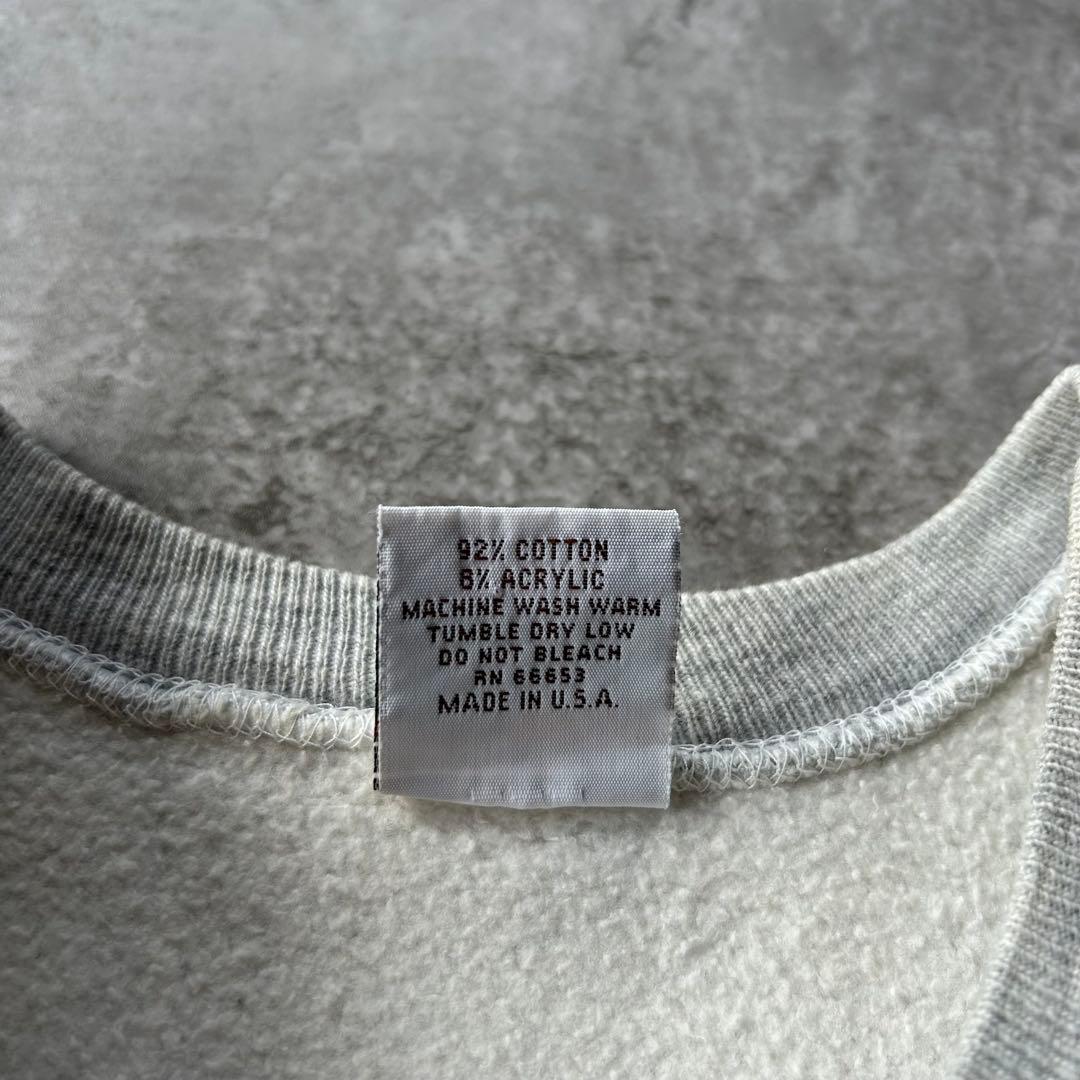 92% COTTON
8% ACRYLIC
MACHINE WASH WARM
TUMBLE DRY LOW
DO NOT BLEACH
RN 66653
MADE IN U.S.A.